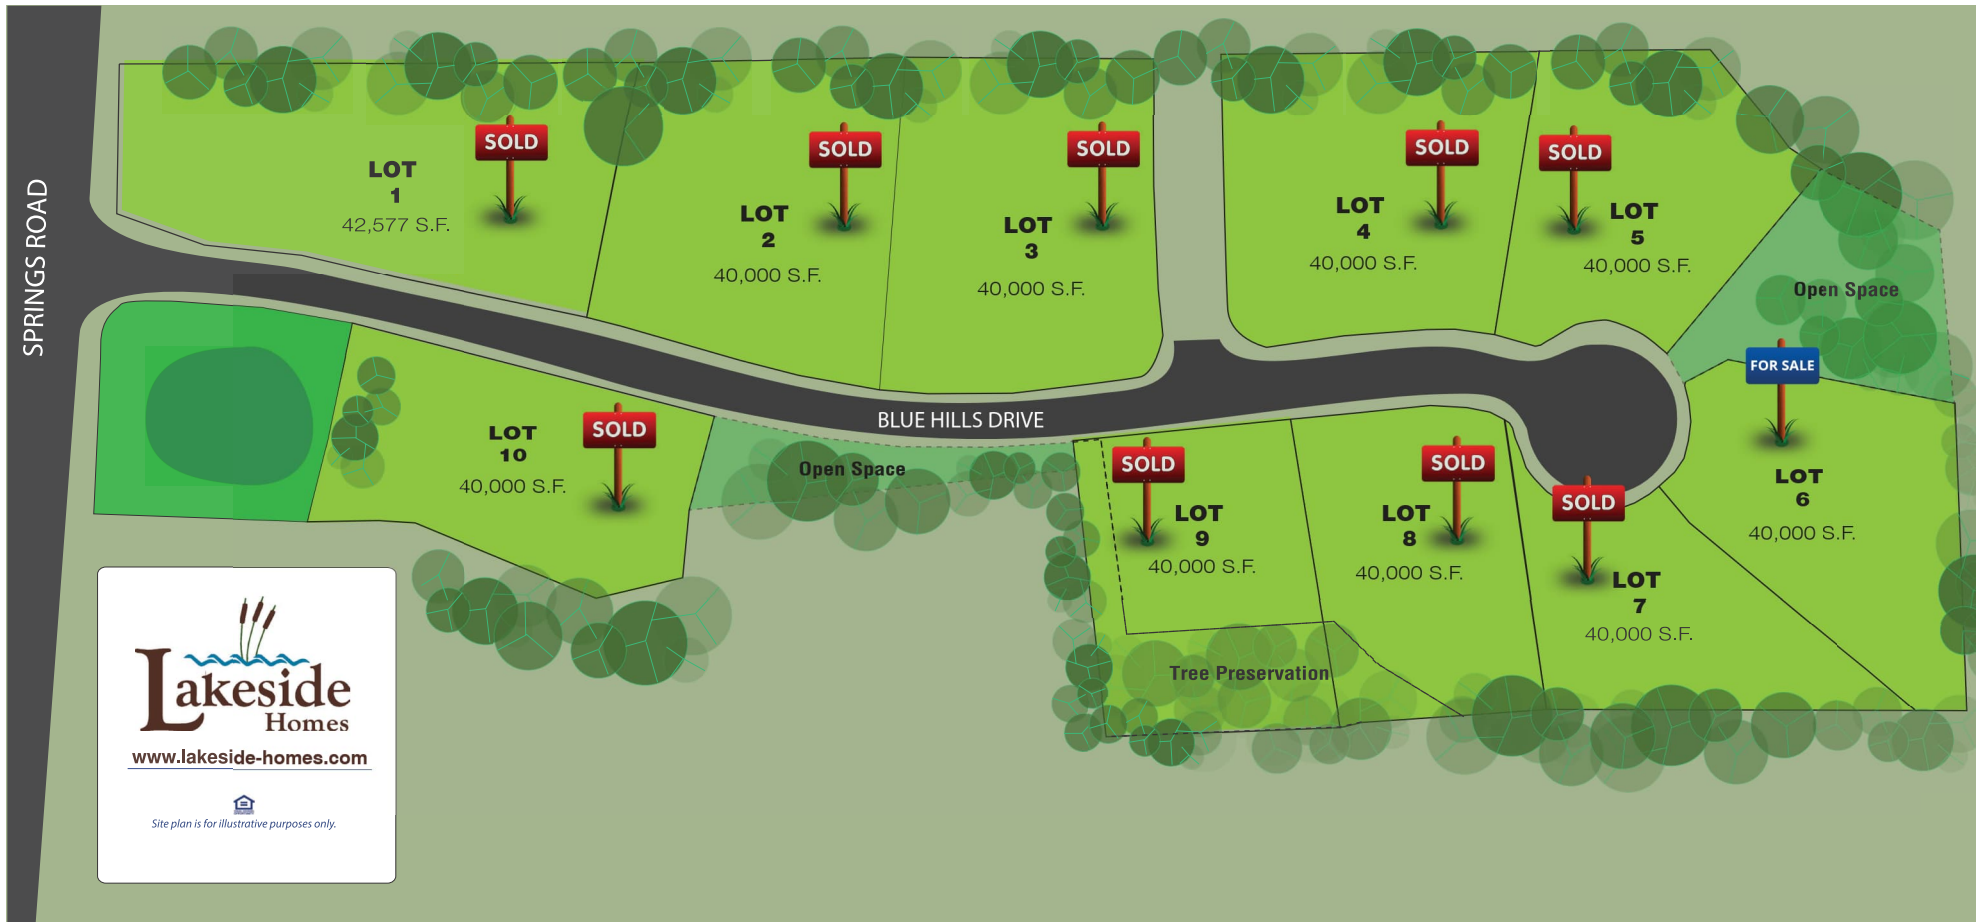 SPRINGS ROAD
LOT
1
42,577 S.F.
SOLD
LOT
2
40,000 S.F.
SOLD
LOT
3
40,000 S.F.
SOLD
LOT
4
40,000 S.F.
SOLD
LOT
5
40,000 S.F.
SOLD
Open Space
FOR SALE
LOT
6
40,000 S.F.
BLUE HILLS DRIVE
LOT
10
40,000 S.F.
SOLD
Open Space
SOLD
LOT
9
40,000 S.F.
SOLD
LOT
8
40,000 S.F.
SOLD
LOT
7
40,000 S.F.
Tree Preservation
Lakeside
Homes
www.lakeside-homes.com
Site plan is for illustrative purposes only.